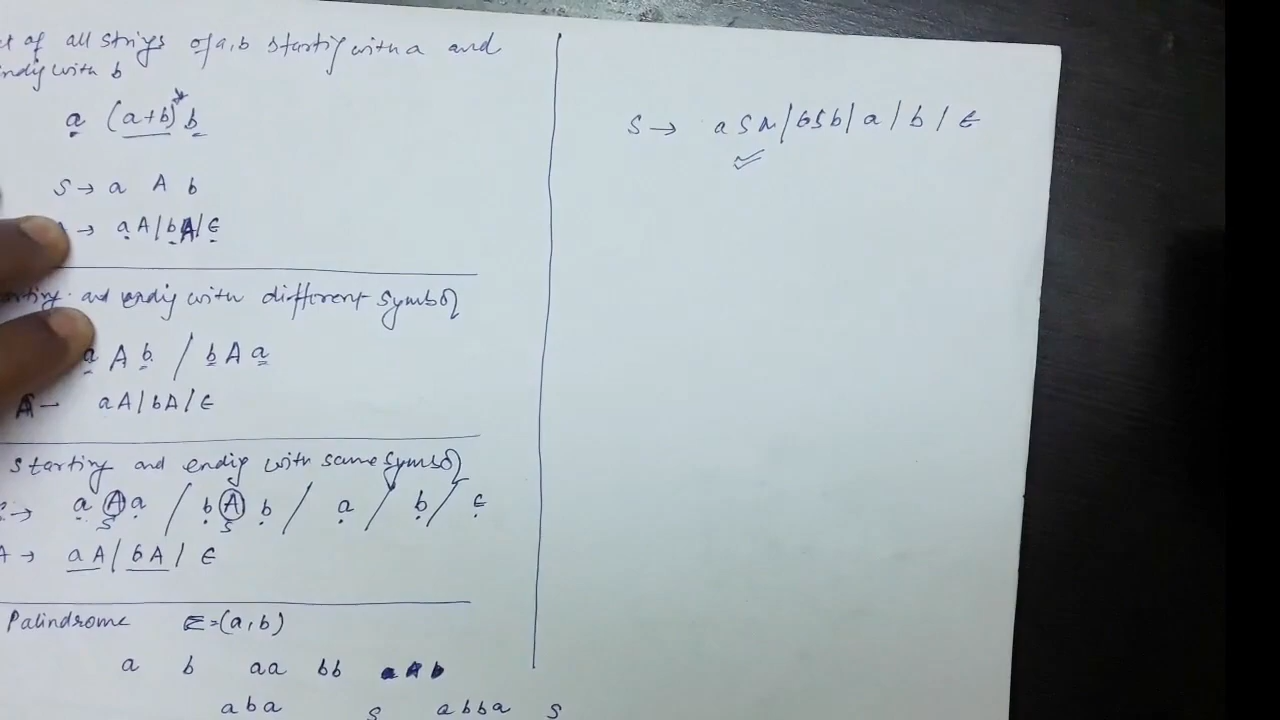 of all strings of a,b starting with a and
ending with b
a (a+b)* b
S → a A b
→ aA | bA | ϵ
and ending with different symbol
a A b / b A a
A → aA | bA | ϵ
starting and ending with same symbol
→ a A a / b A b / a / b / ϵ
S S
A → aA | bA | ϵ
Palindrome Σ=(a,b)
a b aa bb aAb
aba S abba S
S → aSa | bSb | a | b | ϵ